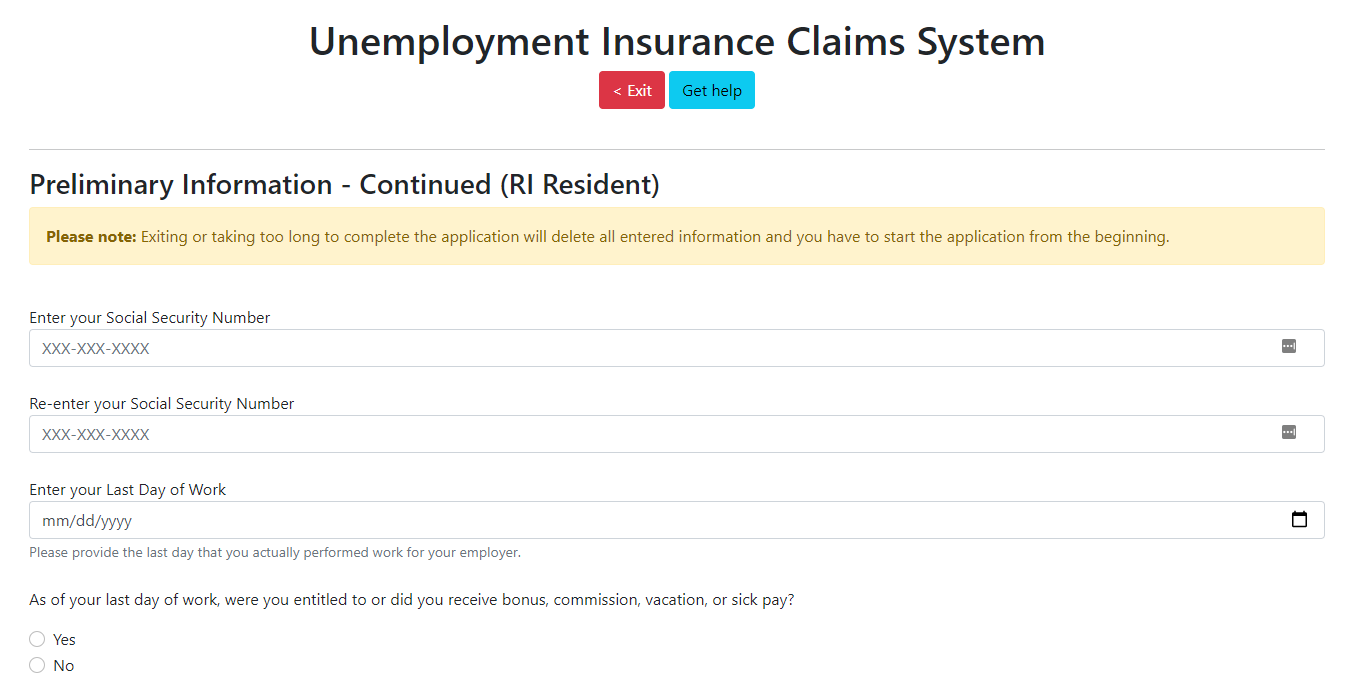 Unemployment Insurance Claims System
< Exit Get help
Preliminary Information - Continued (RI Resident)
Please note: Exiting or taking too long to complete the application will delete all entered information and you have to start the application from the beginning.
Enter your Social Security Number
XXX-XXX-XXXX
Re-enter your Social Security Number
XXX-XXX-XXXX
Enter your Last Day of Work
mm/dd/yyyy
Please provide the last day that you actually performed work for your employer.
As of your last day of work, were you entitled to or did you receive bonus, commission, vacation, or sick pay?
Yes
No